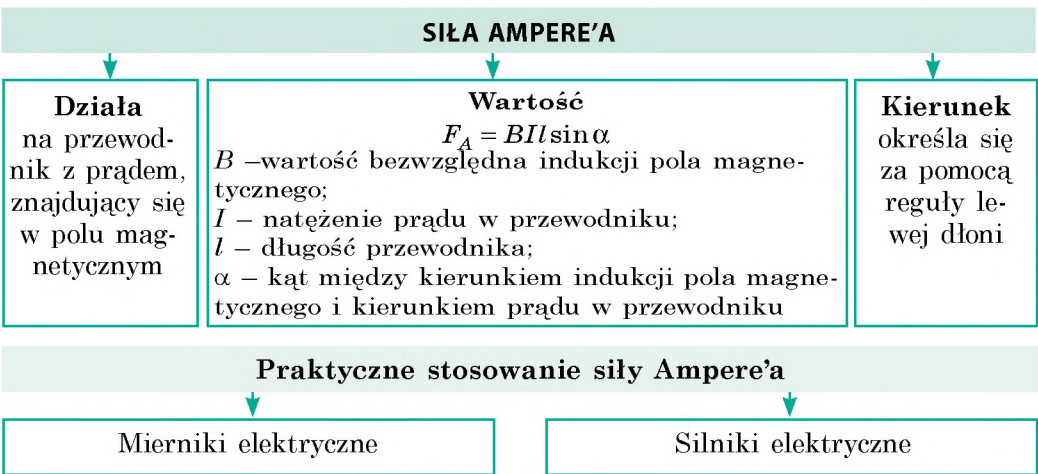 SIŁA AMPERE'A
Działa
na przewod-
nik z prądem,
znajdujący się
w polu mag-
netycznym
Wartość
F_A = BIl sin α
B –wartość bezwzględna indukcji pola magne-
tycznego;
I – natężenie prądu w przewodniku;
l – długość przewodnika;
α – kąt między kierunkiem indukcji pola magne-
tycznego i kierunkiem prądu w przewodniku
Kierunek
określa się
za pomocą
reguły le-
wej dłoni
Praktyczne stosowanie siły Ampere'a
Mierniki elektryczne
Silniki elektryczne